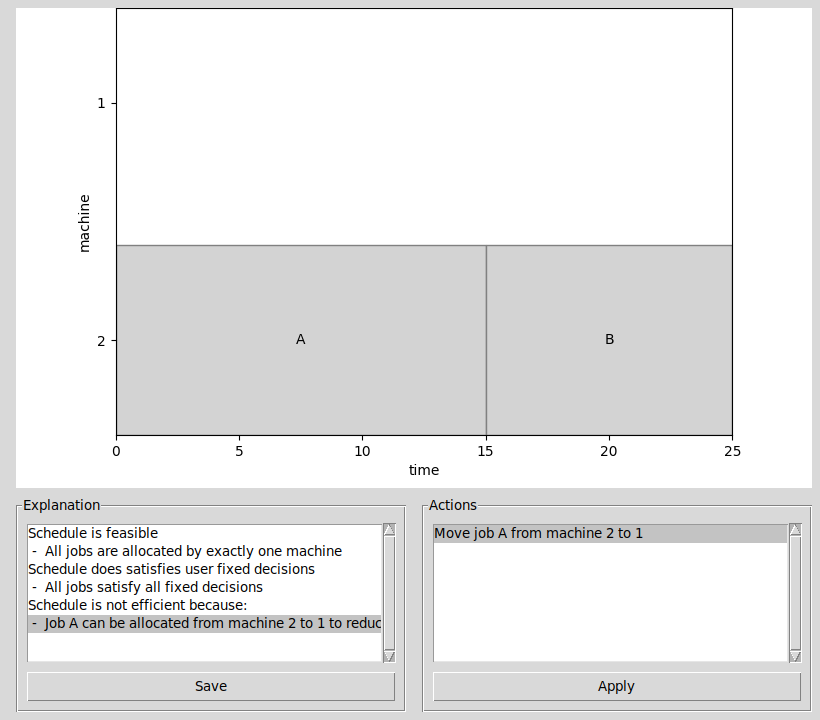 1
machine
2
A
B
0
5
10
15
20
25
time
Explanation
Schedule is feasible
- All jobs are allocated by exactly one machine
Schedule does satisfies user fixed decisions
- All jobs satisfy all fixed decisions
Schedule is not efficient because:
- Job A can be allocated from machine 2 to 1 to reduc
Save
Actions
Move job A from machine 2 to 1
Apply